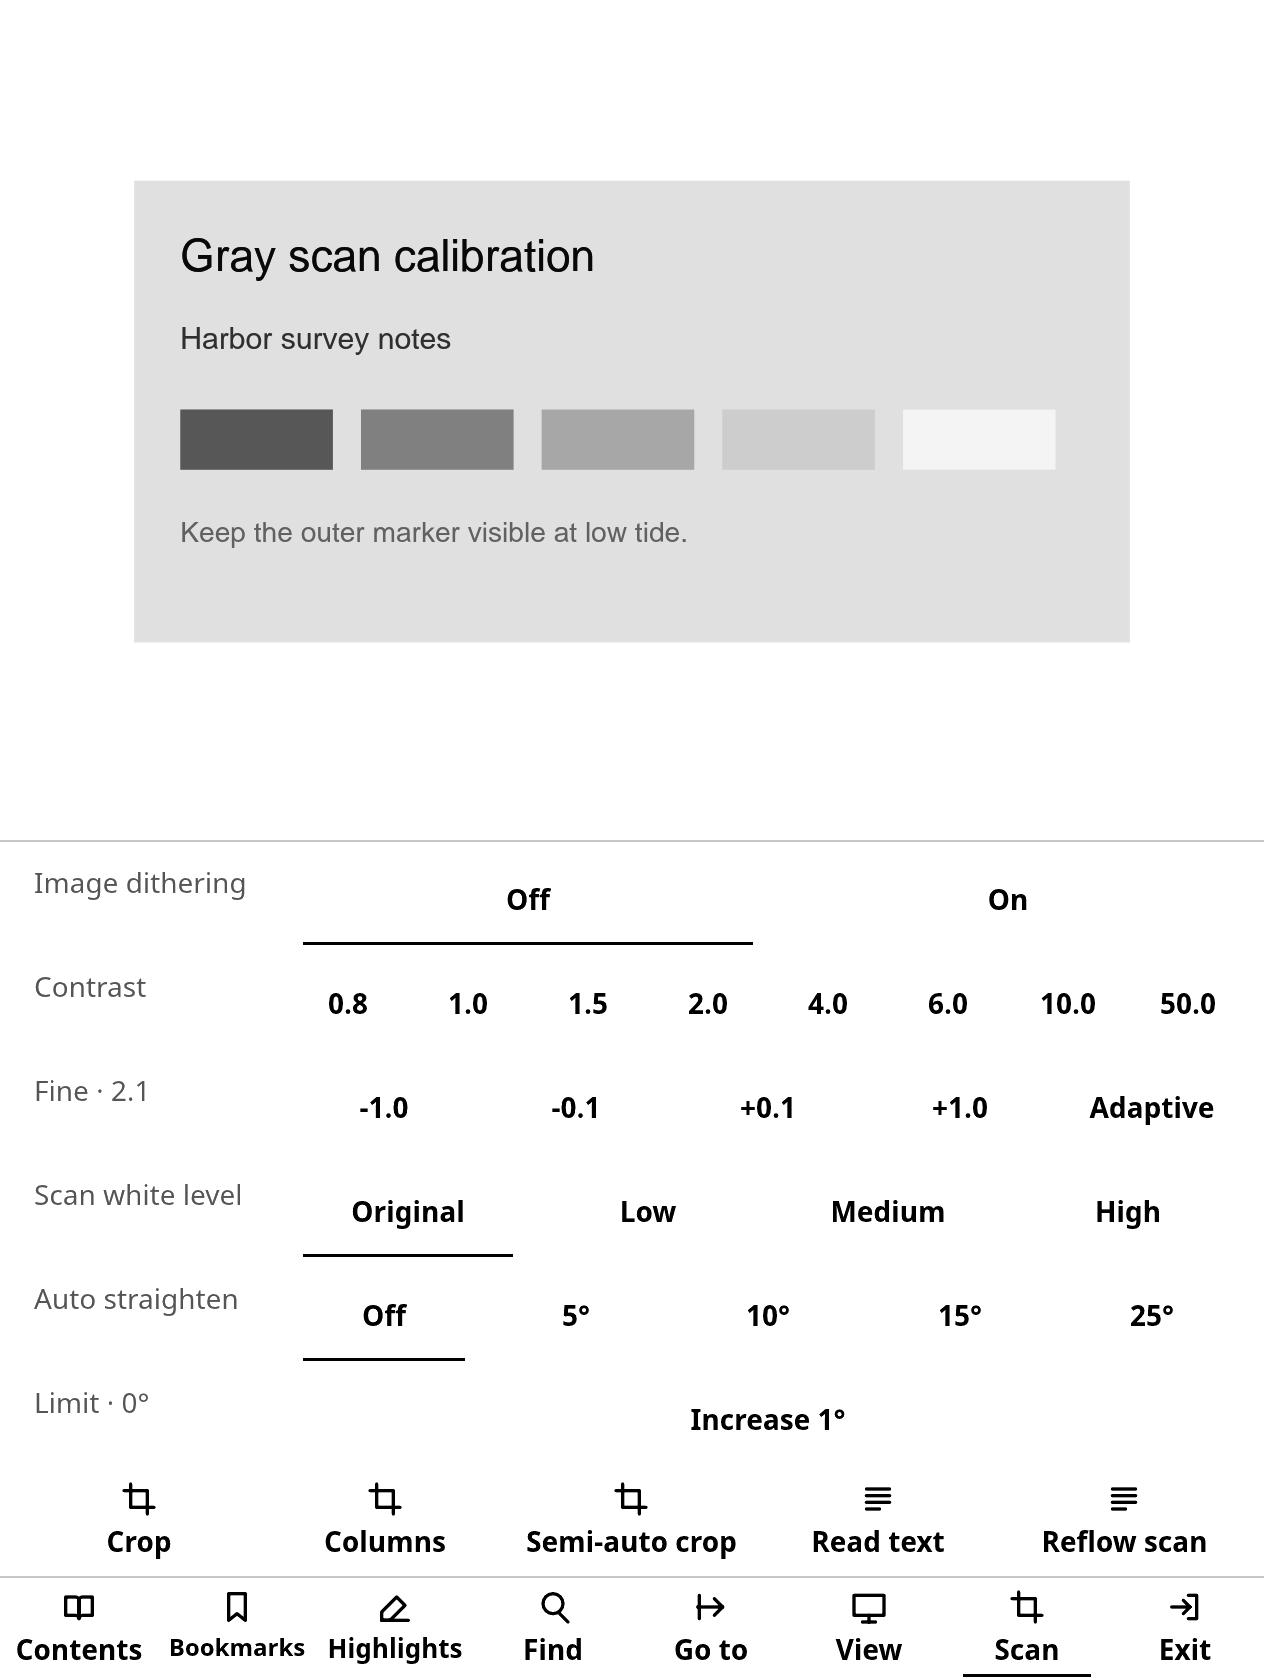 Gray scan calibration
Harbor survey notes
Keep the outer marker visible at low tide.
Image dithering Off On
Contrast 0.8 1.0 1.5 2.0 4.0 6.0 10.0 50.0
Fine · 2.1 -1.0 -0.1 +0.1 +1.0 Adaptive
Scan white level Original Low Medium High
Auto straighten Off 5° 10° 15° 25°
Limit · 0° Increase 1°
Crop Columns Semi-auto crop Read text Reflow scan
Contents Bookmarks Highlights Find Go to View Scan Exit